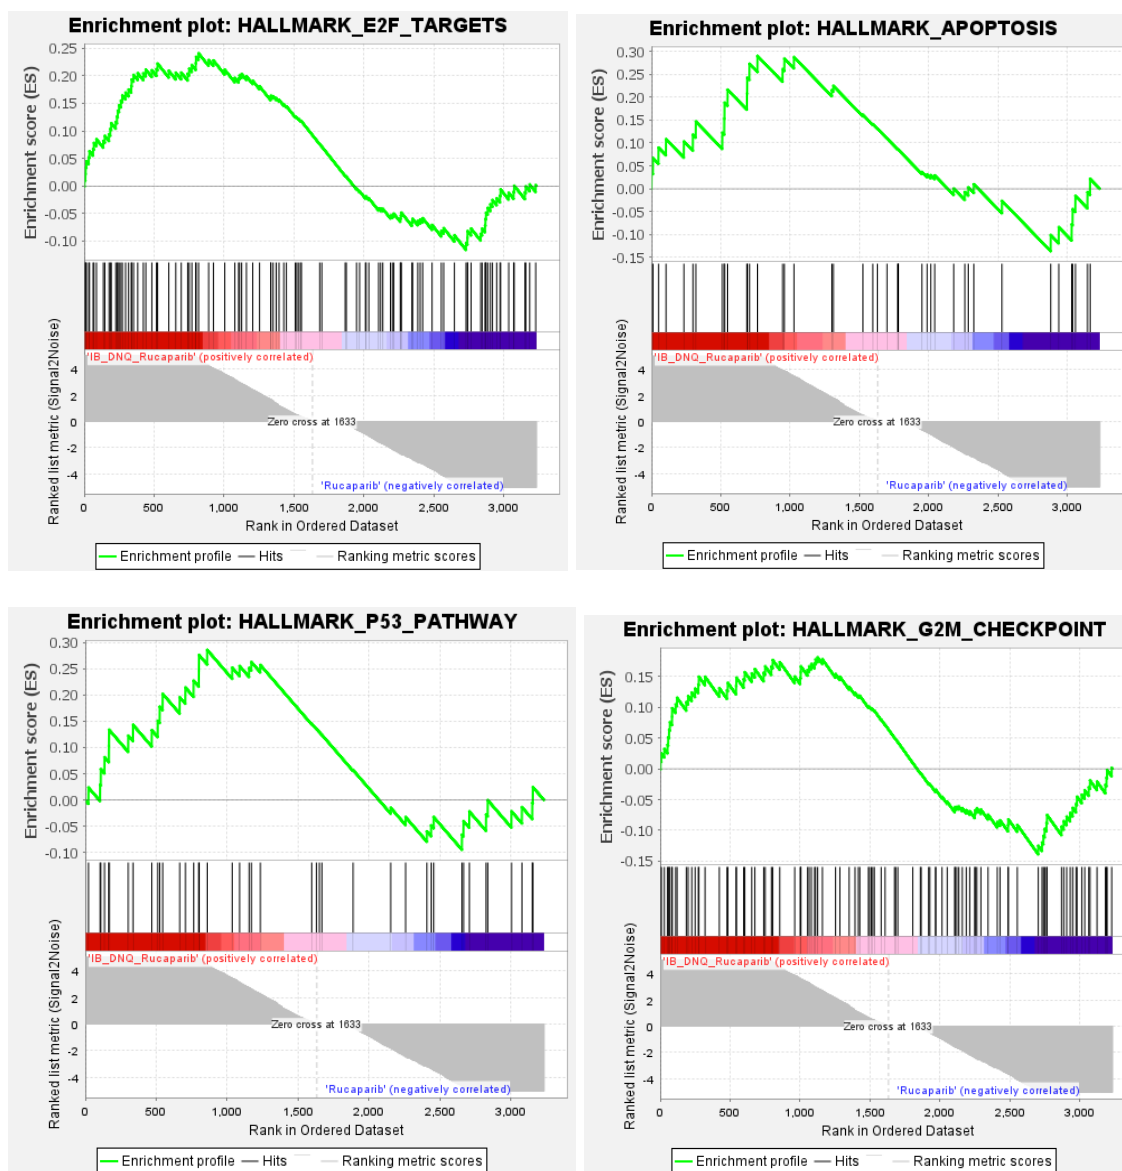 Enrichment plot: HALLMARK_E2F_TARGETS
Enrichment score (ES)
0.25
0.20
0.15
0.10
0.05
0.00
-0.05
-0.10
'IB_DNQ_Rucaparib' (positively correlated)
Ranked list metric (Signal2Noise)
4
2
0
-2
-4
Zero cross at 1633
'Rucaparib' (negatively correlated)
0 500 1,000 1,500 2,000 2,500 3,000
Rank in Ordered Dataset
Enrichment profile Hits Ranking metric scores
Enrichment plot: HALLMARK_APOPTOSIS
Enrichment score (ES)
0.30
0.25
0.20
0.15
0.10
0.05
0.00
-0.05
-0.10
-0.15
'IB_DNQ_Rucaparib' (positively correlated)
Ranked list metric (Signal2Noise)
4
2
0
-2
-4
Zero cross at 1633
'Rucaparib' (negatively correlated)
0 500 1,000 1,500 2,000 2,500 3,000
Rank in Ordered Dataset
Enrichment profile Hits Ranking metric scores
Enrichment plot: HALLMARK_P53_PATHWAY
Enrichment score (ES)
0.30
0.25
0.20
0.15
0.10
0.05
0.00
-0.05
-0.10
'IB_DNQ_Rucaparib' (positively correlated)
Ranked list metric (Signal2Noise)
4
2
0
-2
-4
Zero cross at 1633
'Rucaparib' (negatively correlated)
0 500 1,000 1,500 2,000 2,500 3,000
Rank in Ordered Dataset
Enrichment profile Hits Ranking metric scores
Enrichment plot: HALLMARK_G2M_CHECKPOINT
Enrichment score (ES)
0.15
0.10
0.05
0.00
-0.05
-0.10
-0.15
'IB_DNQ_Rucaparib' (positively correlated)
Ranked list metric (Signal2Noise)
4
2
0
-2
-4
Zero cross at 1633
'Rucaparib' (negatively correlated)
0 500 1,000 1,500 2,000 2,500 3,000
Rank in Ordered Dataset
Enrichment profile Hits Ranking metric scores